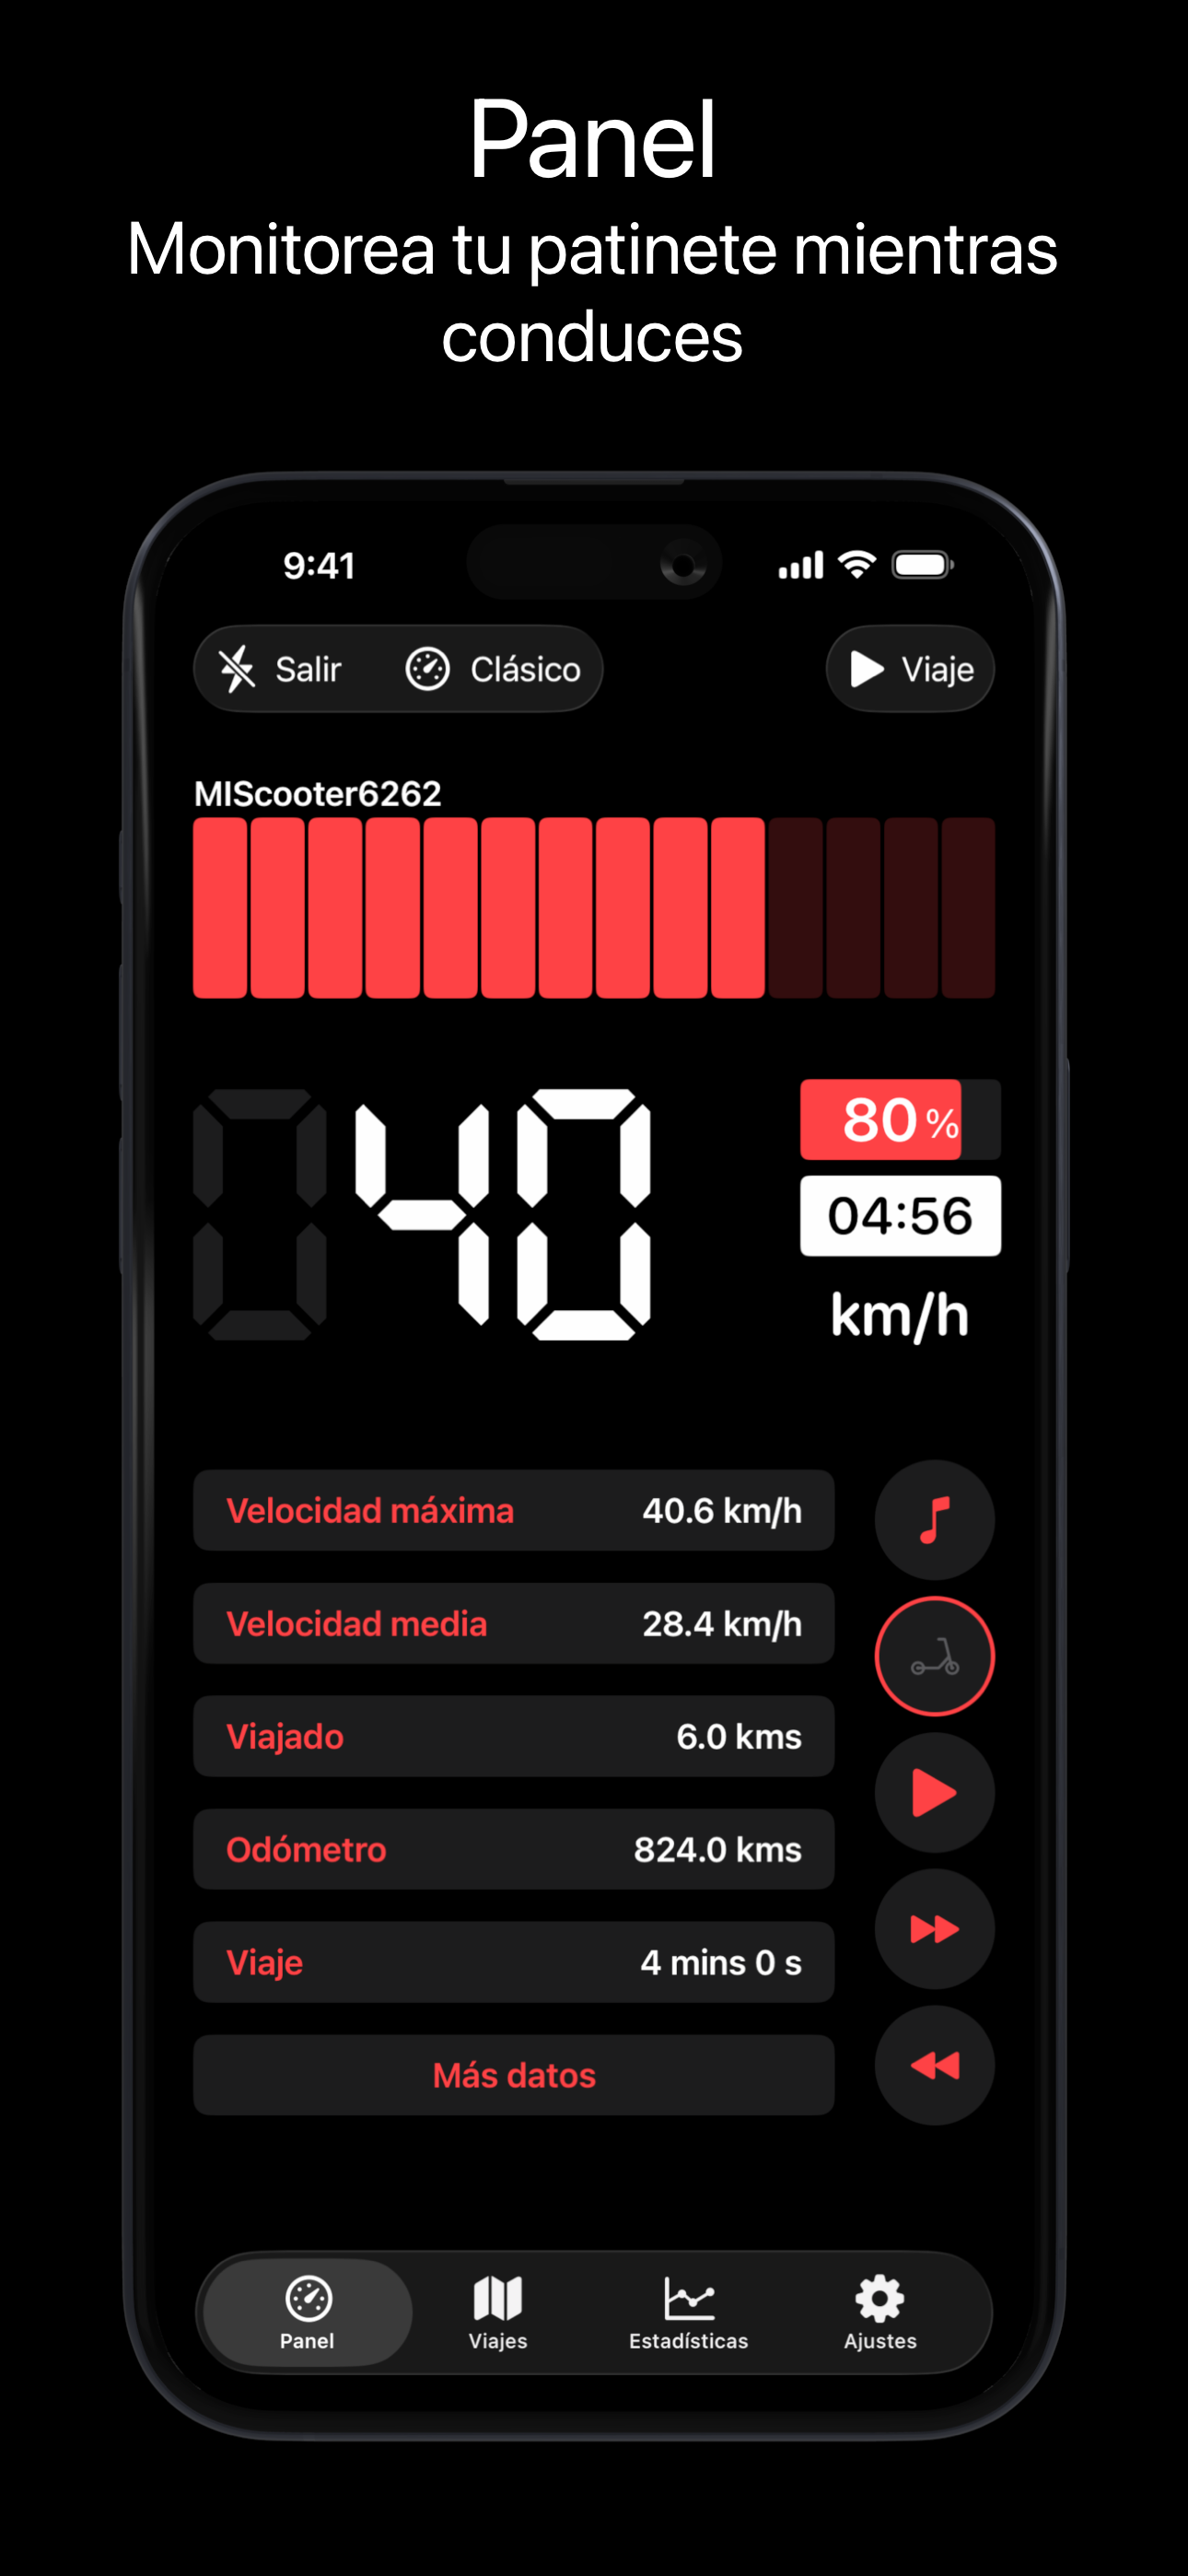 Panel
Monitorea tu patinete mientras
conduces
9:41
Salir
Clásico
Viaje
MIScooter6262
40
80 %
04:56
km/h
Velocidad máxima 40.6 km/h
Velocidad media 28.4 km/h
Viajado 6.0 kms
Odómetro 824.0 kms
Viaje 4 mins 0 s
Más datos
Panel
Viajes
Estadísticas
Ajustes